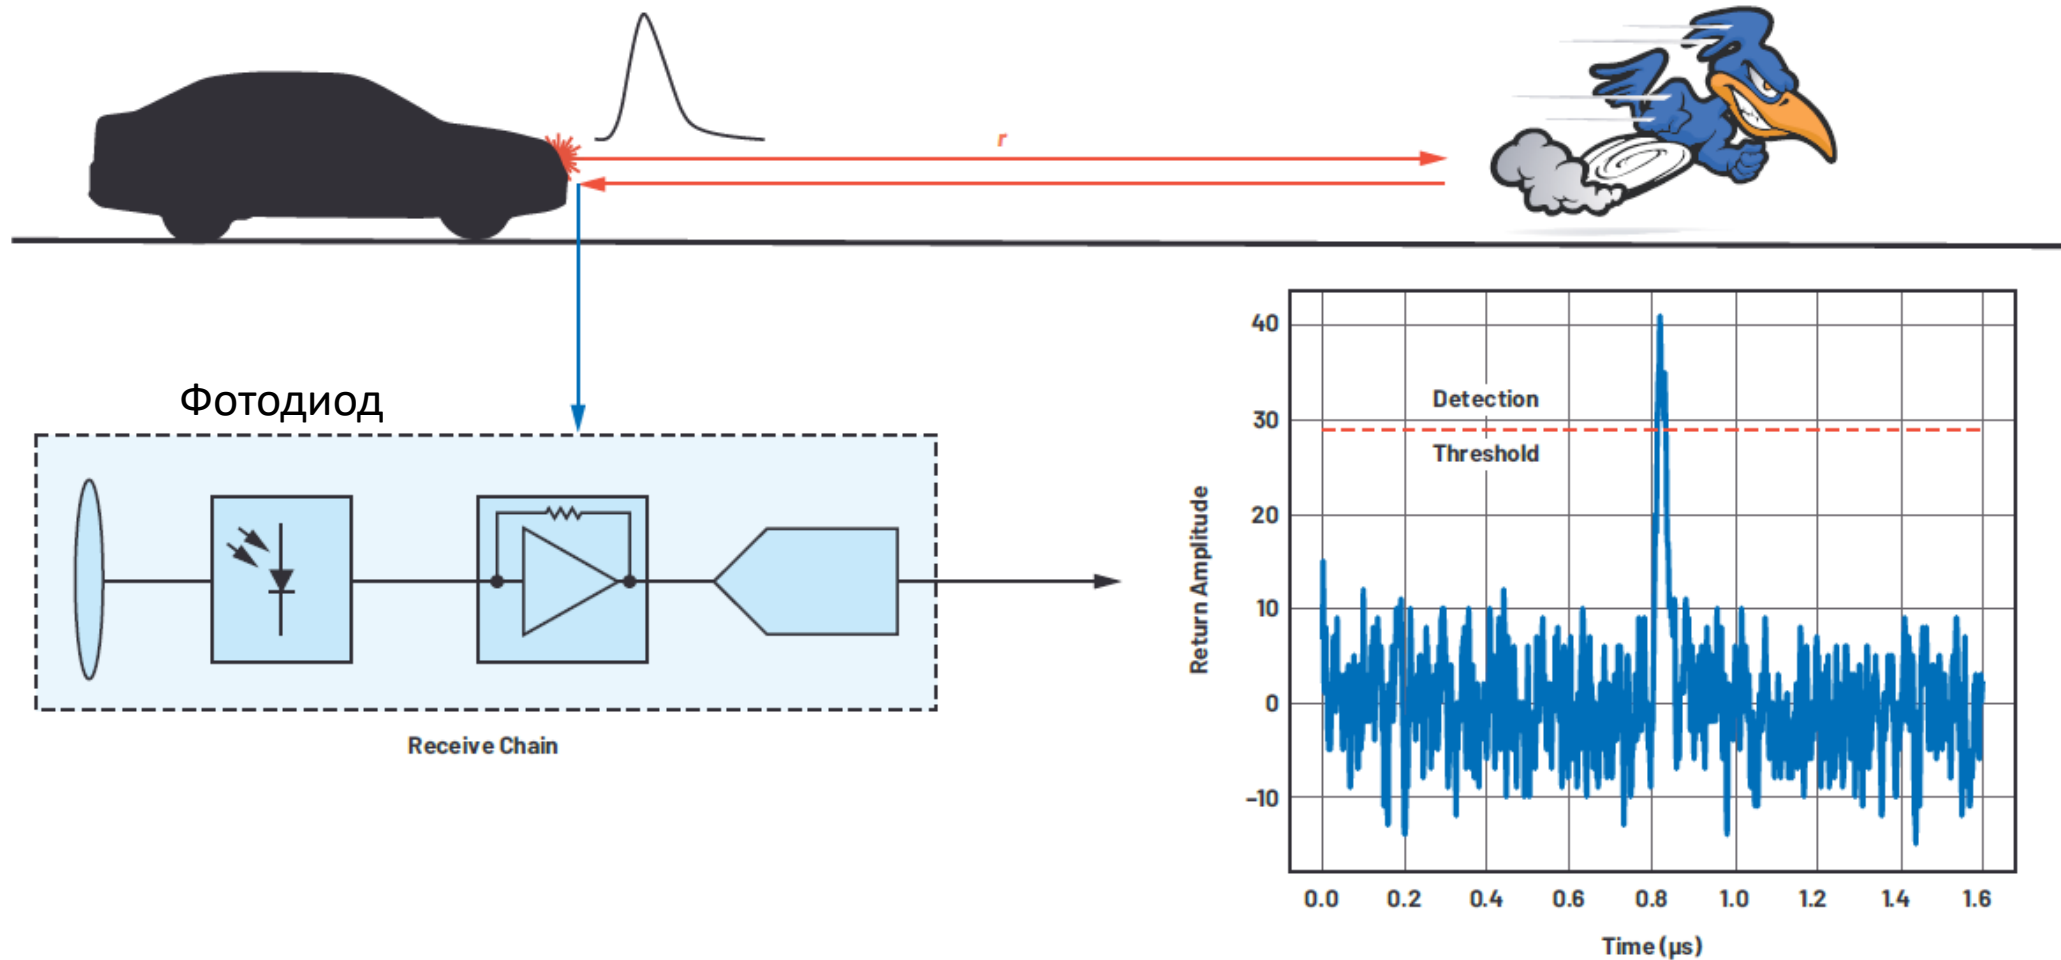 r
Фотодиод
Receive Chain
Return Amplitude
40
30
20
10
0
-10
Detection
Threshold
0.0 0.2 0.4 0.6 0.8 1.0 1.2 1.4 1.6
Time (µs)